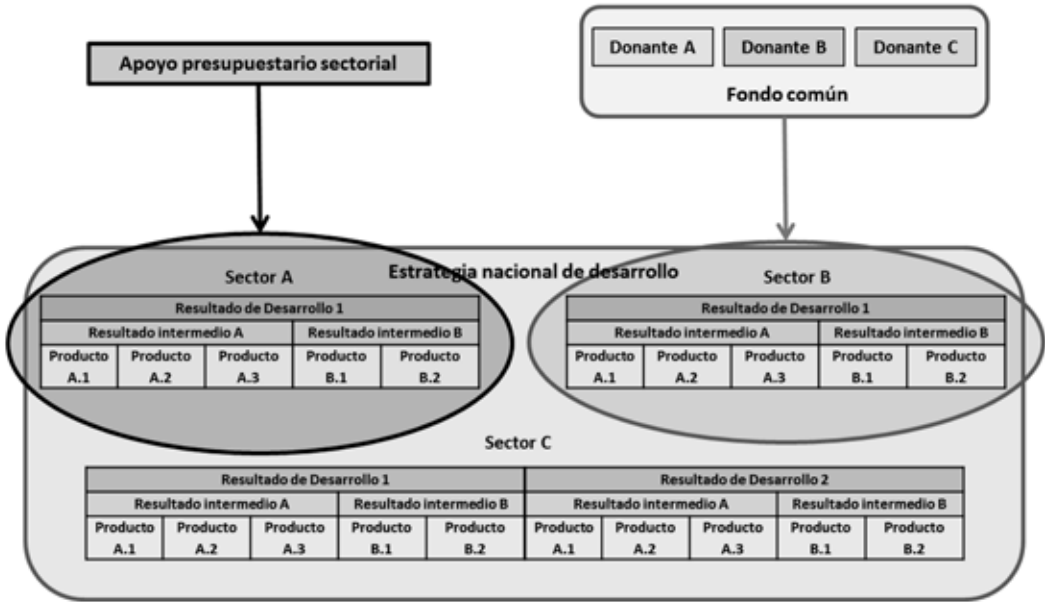 Apoyo presupuestario sectorial
Donante A Donante B Donante C
Fondo común
Estrategia nacional de desarrollo
Sector A
Resultado de Desarrollo 1
Resultado intermedio A Resultado intermedio B
Producto A.1 Producto A.2 Producto A.3 Producto B.1 Producto B.2
Sector B
Resultado de Desarrollo 1
Resultado intermedio A Resultado intermedio B
Producto A.1 Producto A.2 Producto A.3 Producto B.1 Producto B.2
Sector C
Resultado de Desarrollo 1 Resultado de Desarrollo 2
Resultado intermedio A Resultado intermedio B Resultado intermedio A Resultado intermedio B
Producto A.1 Producto A.2 Producto A.3 Producto B.1 Producto B.2 Producto A.1 Producto A.2 Producto A.3 Producto B.1 Producto B.2